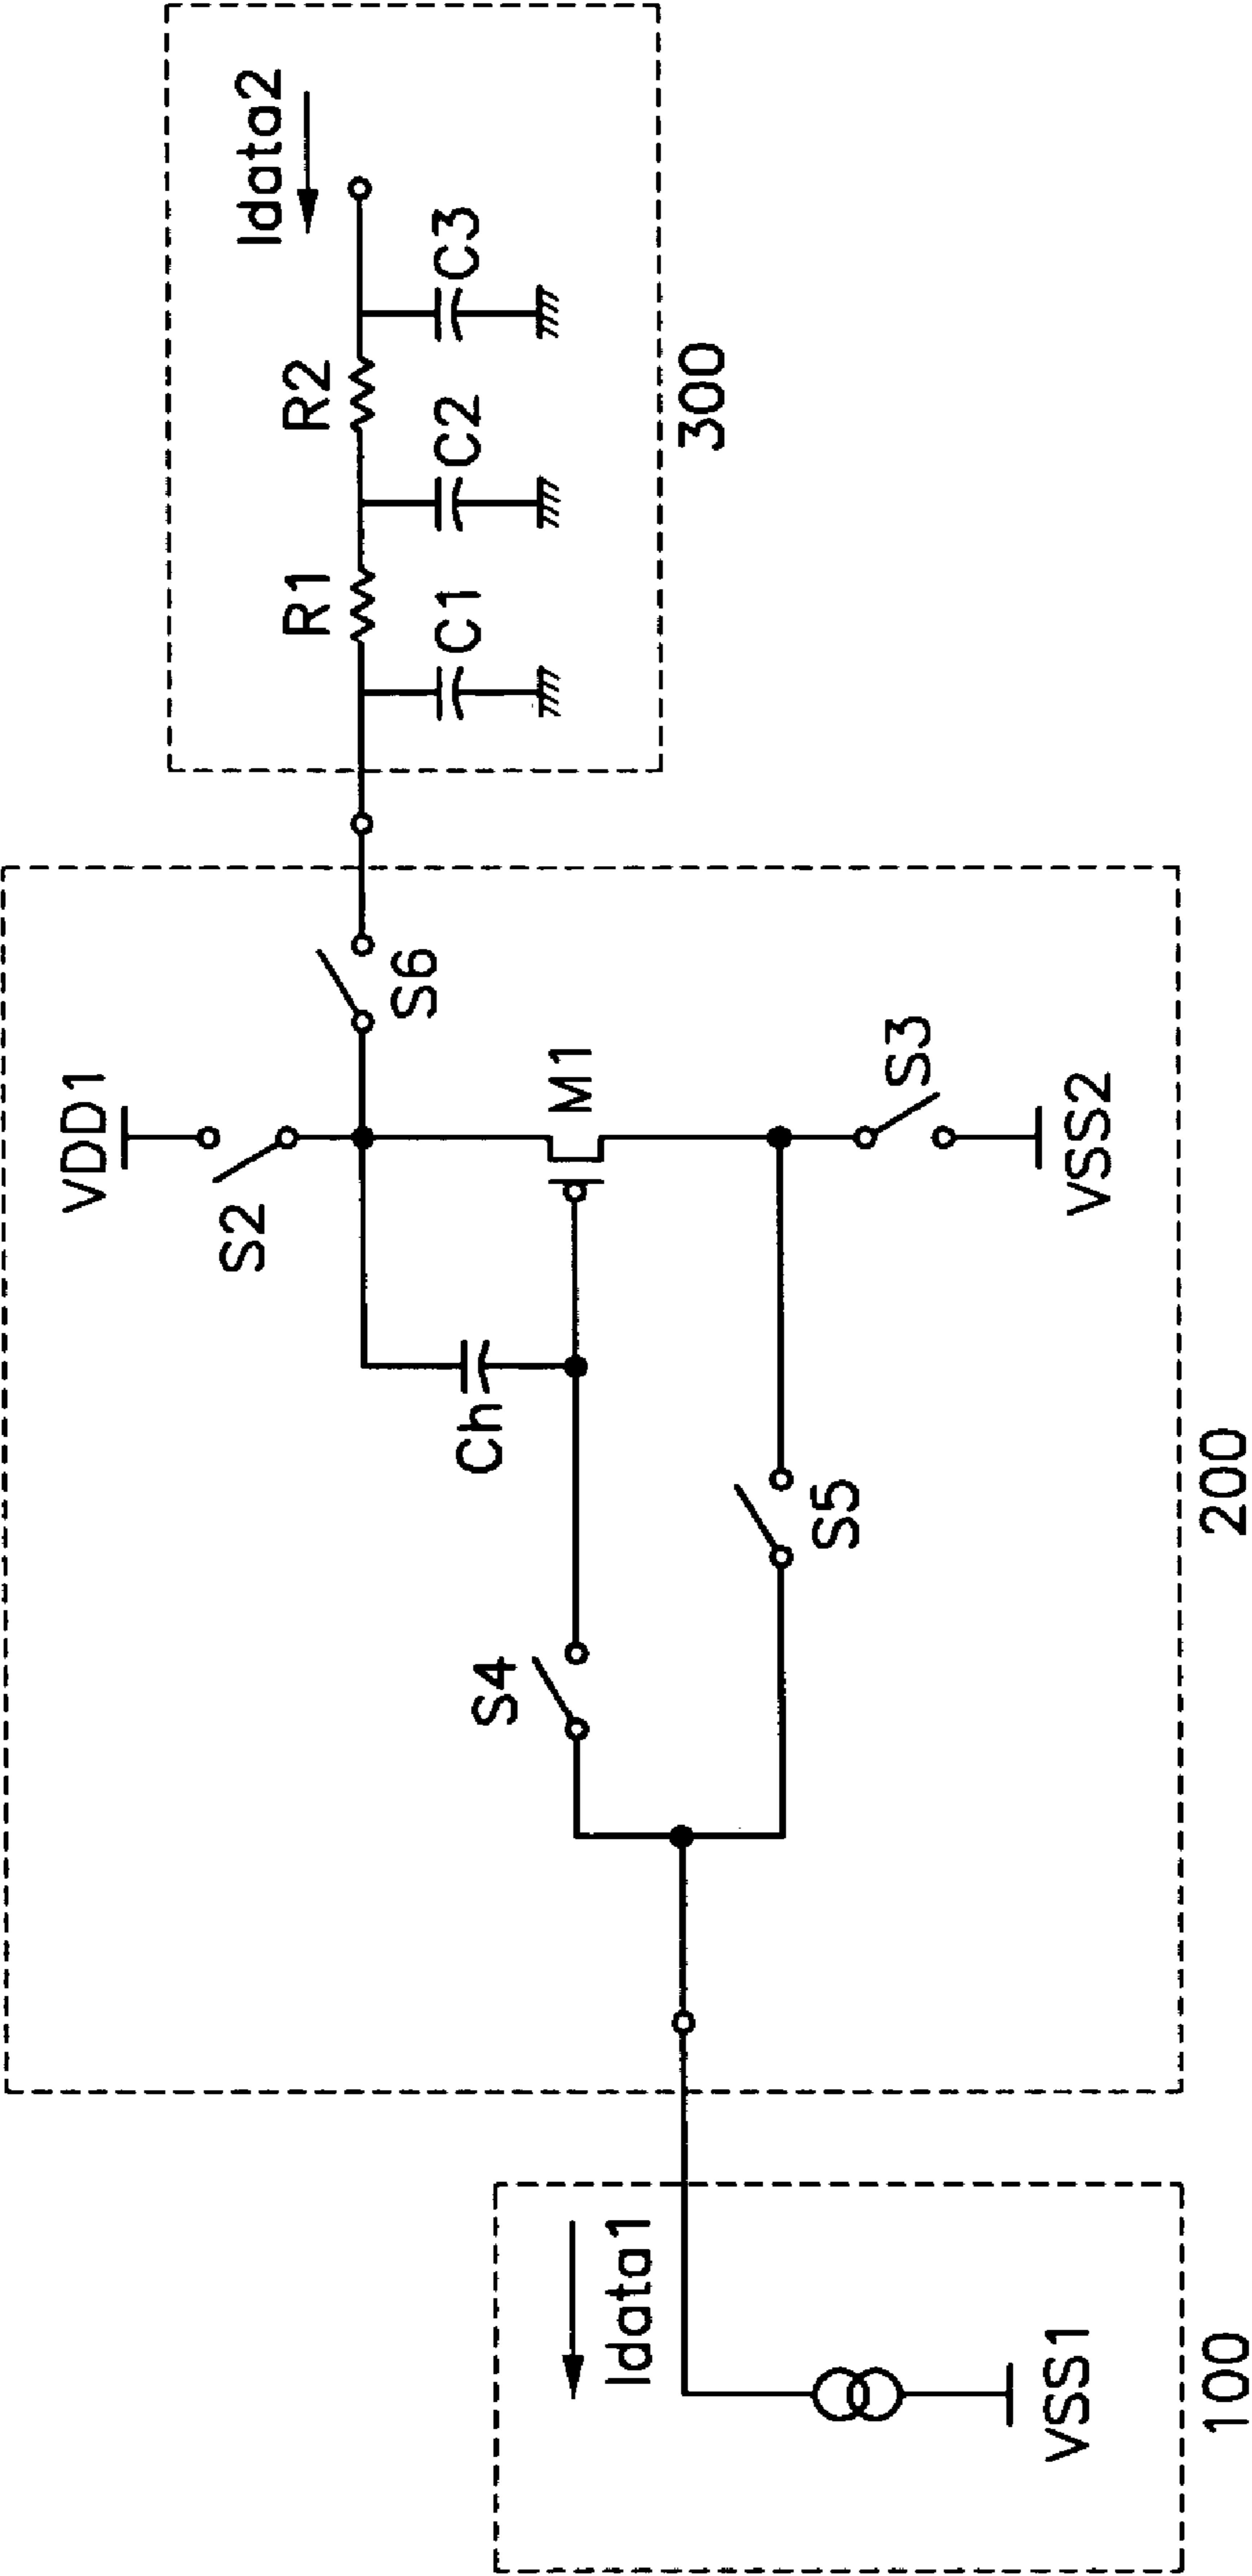 Idata2
R1
R2
C1
C2
C3
300
VDD1
S2
S6
Ch
M1
S4
S5
S3
VSS2
200
Idata1
VSS1
100